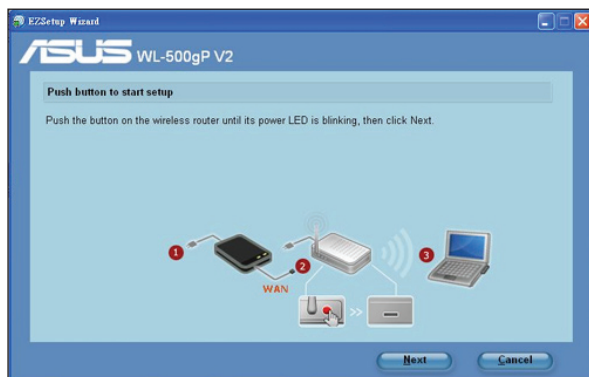 EZSetup Wizard
ASUS WL-500gP V2
Push button to start setup
Push the button on the wireless router until its power LED is blinking, then click Next.
1
2
3
WAN
>>
Next
Cancel